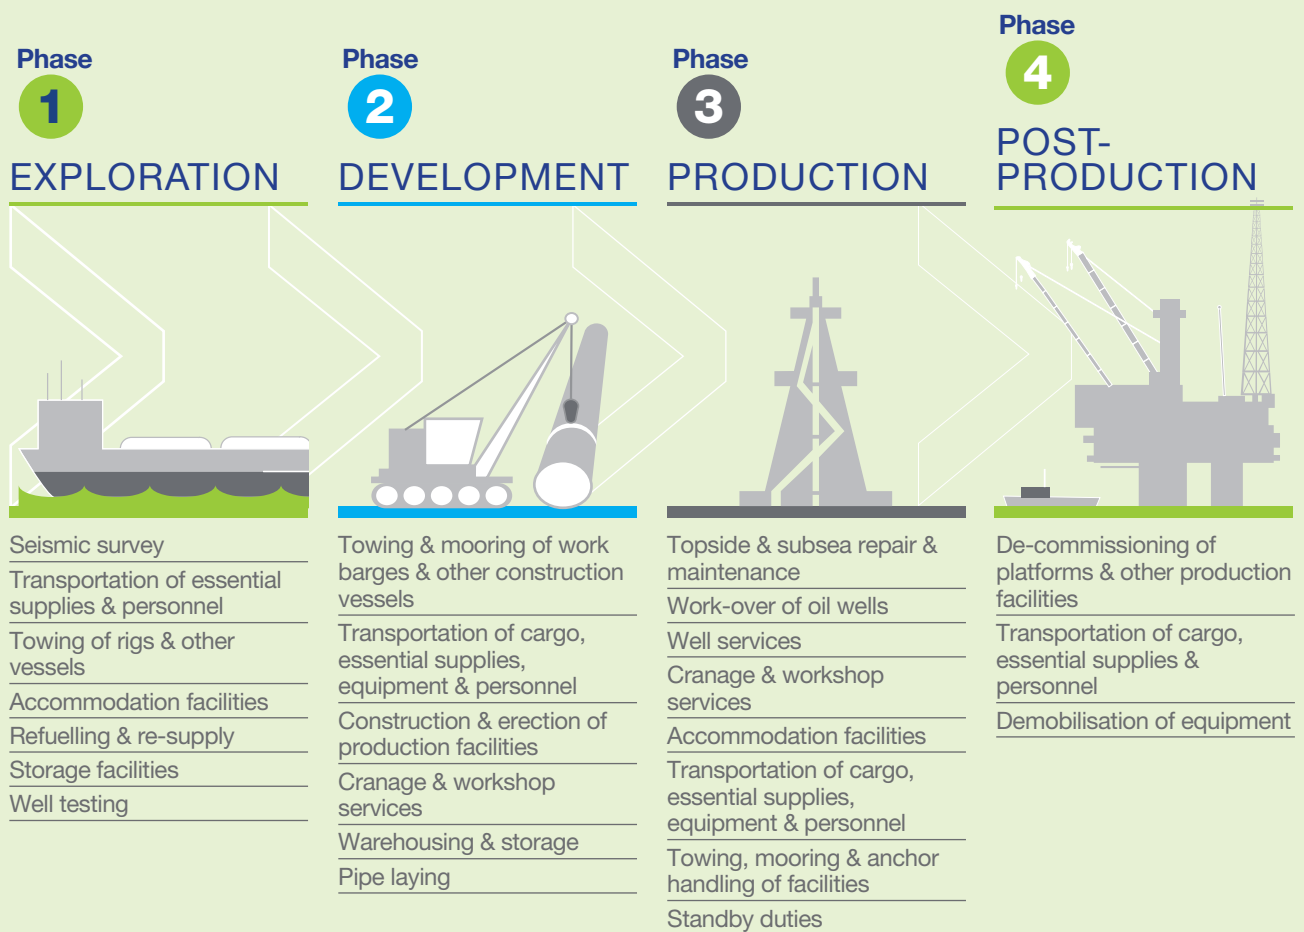 Phase
1
EXPLORATION
Seismic survey
Transportation of essential
supplies & personnel
Towing of rigs & other
vessels
Accommodation facilities
Refuelling & re-supply
Storage facilities
Well testing
Phase
2
DEVELOPMENT
Towing & mooring of work
barges & other construction
vessels
Transportation of cargo,
essential supplies,
equipment & personnel
Construction & erection of
production facilities
Cranage & workshop
services
Warehousing & storage
Pipe laying
Phase
3
PRODUCTION
Topside & subsea repair &
maintenance
Work-over of oil wells
Well services
Cranage & workshop
services
Accommodation facilities
Transportation of cargo,
essential supplies,
equipment & personnel
Towing, mooring & anchor
handling of facilities
Standby duties
Phase
4
POST-
PRODUCTION
De-commissioning of
platforms & other production
facilities
Transportation of cargo,
essential supplies &
personnel
Demobilisation of equipment